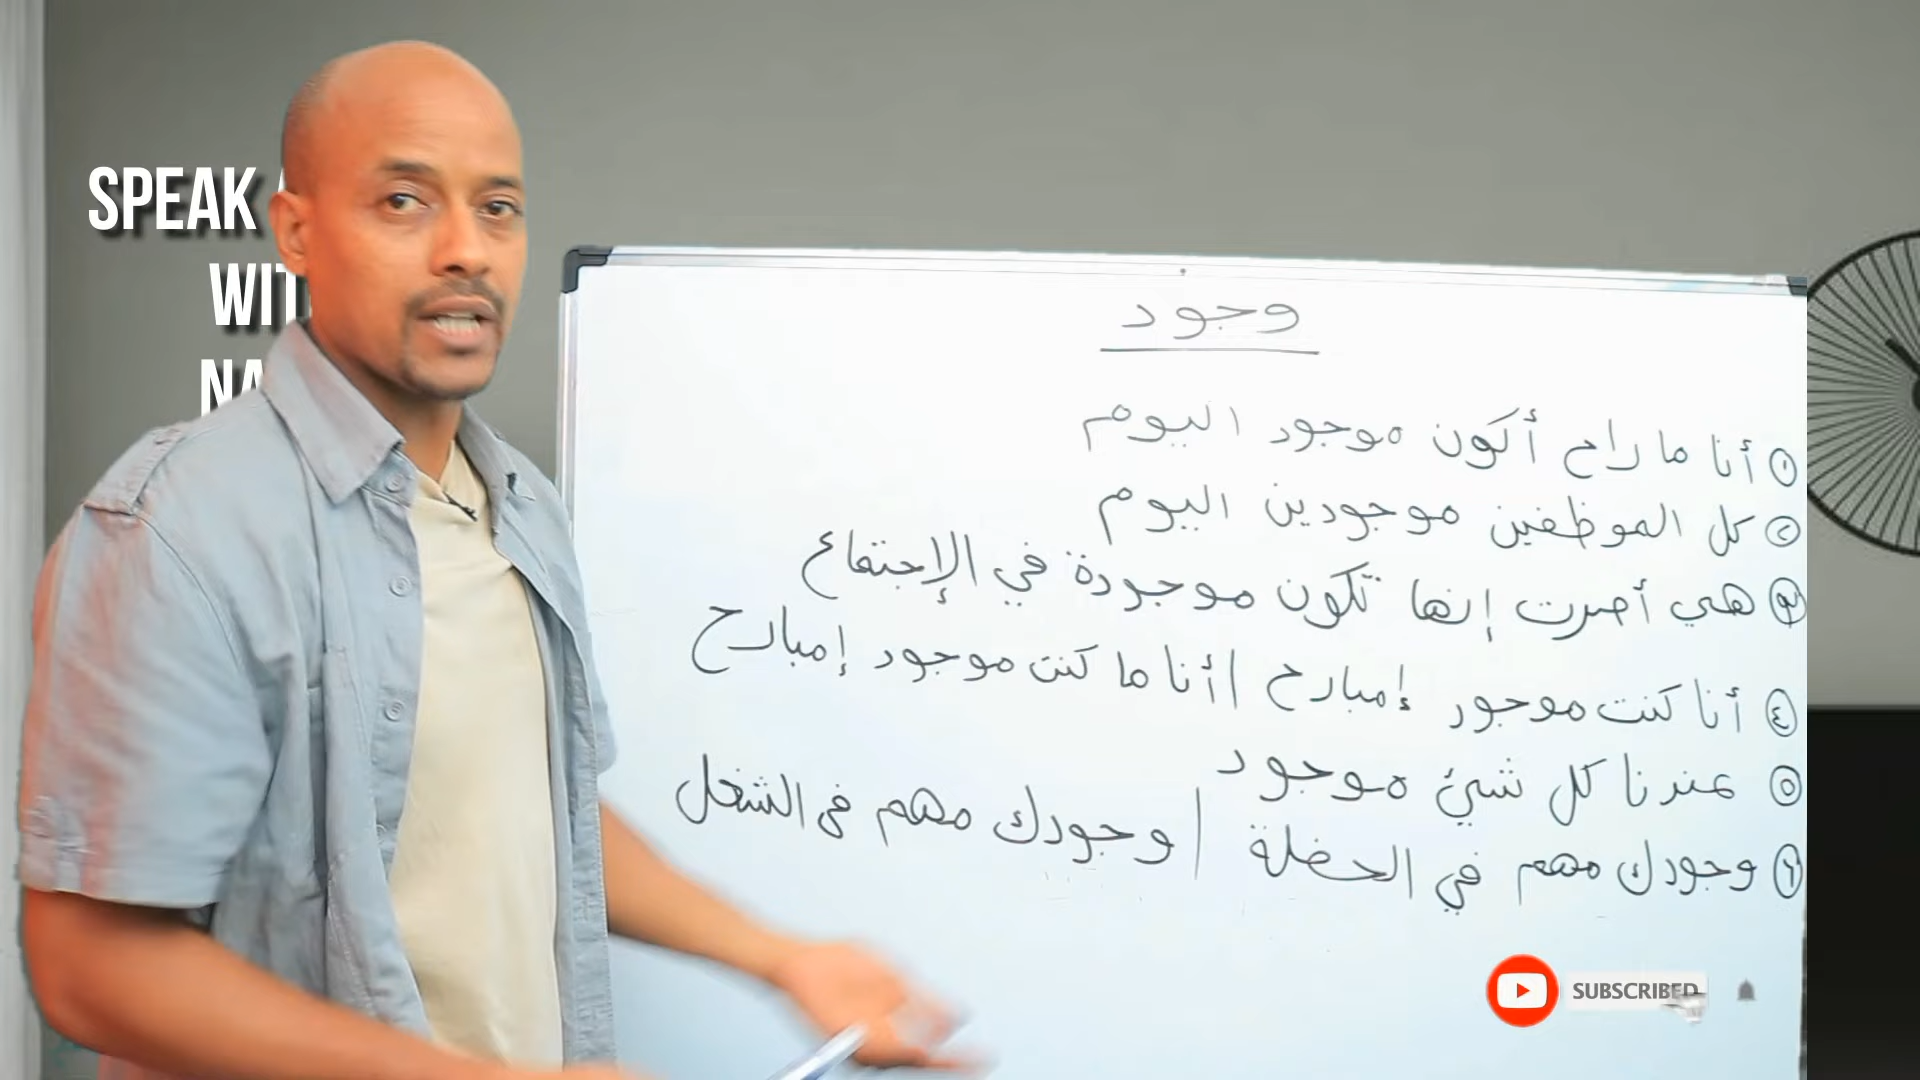 SPEAK
WIT
NA
وجود
١ أنا ما راح أكون موجود اليوم
٢ كل الموظفين موجودين اليوم
٣ هي أصرت إنها تكون موجودة في الإجتماع
٤ أنا كنت موجود إمبارح | أنا ما كنت موجود إمبارح
٥ عندنا كل شيئ موجود
٦ وجودك مهم في الحفلة | وجودك مهم في الشغل
SUBSCRIBED